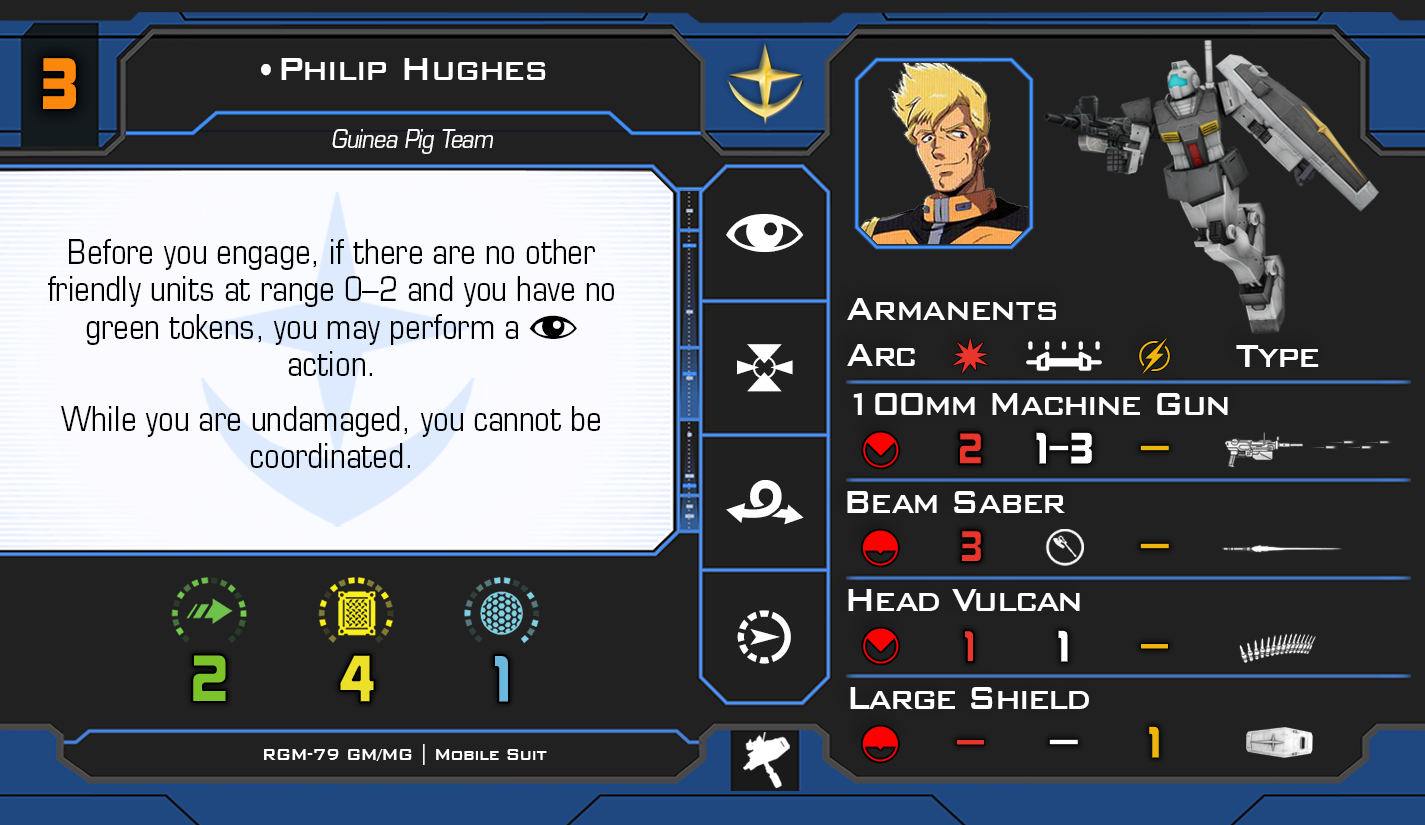 3
• Philip Hughes
Guinea Pig Team
Before you engage, if there are no other
friendly units at range 0–2 and you have no
green tokens, you may perform a
action.
While you are undamaged, you cannot be
coordinated.
2 4 1
RGM-79 GM/MG | Mobile Suit
Armanents
Arc Type
100mm Machine Gun
2 1–3 –
Beam Saber
3 –
Head Vulcan
1 1 –
Large Shield
– – 1